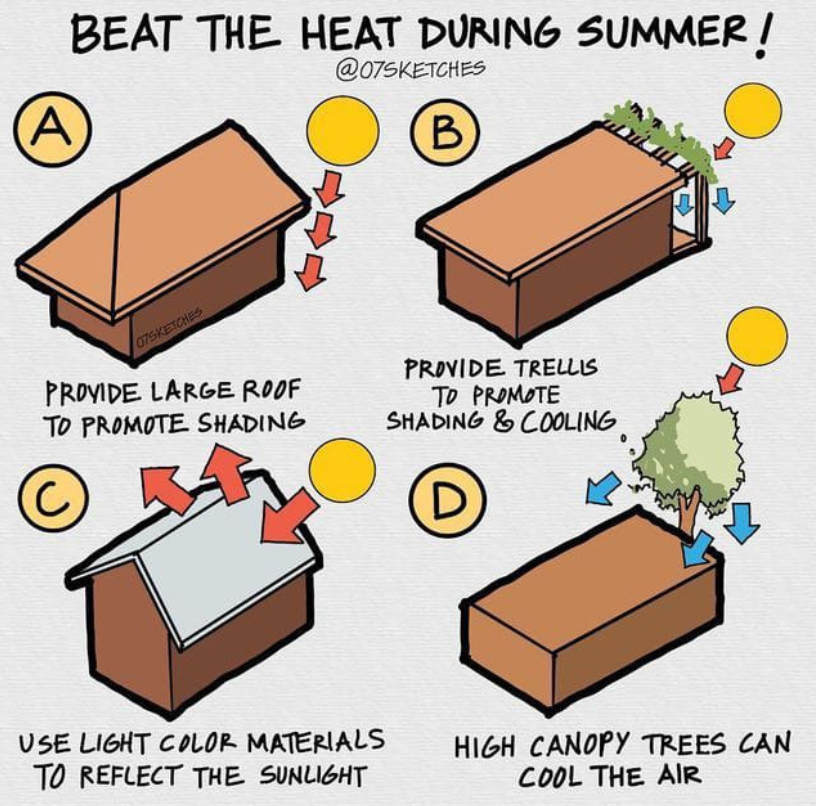 BEAT THE HEAT DURING SUMMER!
@07SKETCHES
A
B
07SKETCHES
PROVIDE LARGE ROOF
TO PROMOTE SHADING
PROVIDE TRELLIS
TO PROMOTE
SHADING & COOLING
C
D
USE LIGHT COLOR MATERIALS
TO REFLECT THE SUNLIGHT
HIGH CANOPY TREES CAN
COOL THE AIR